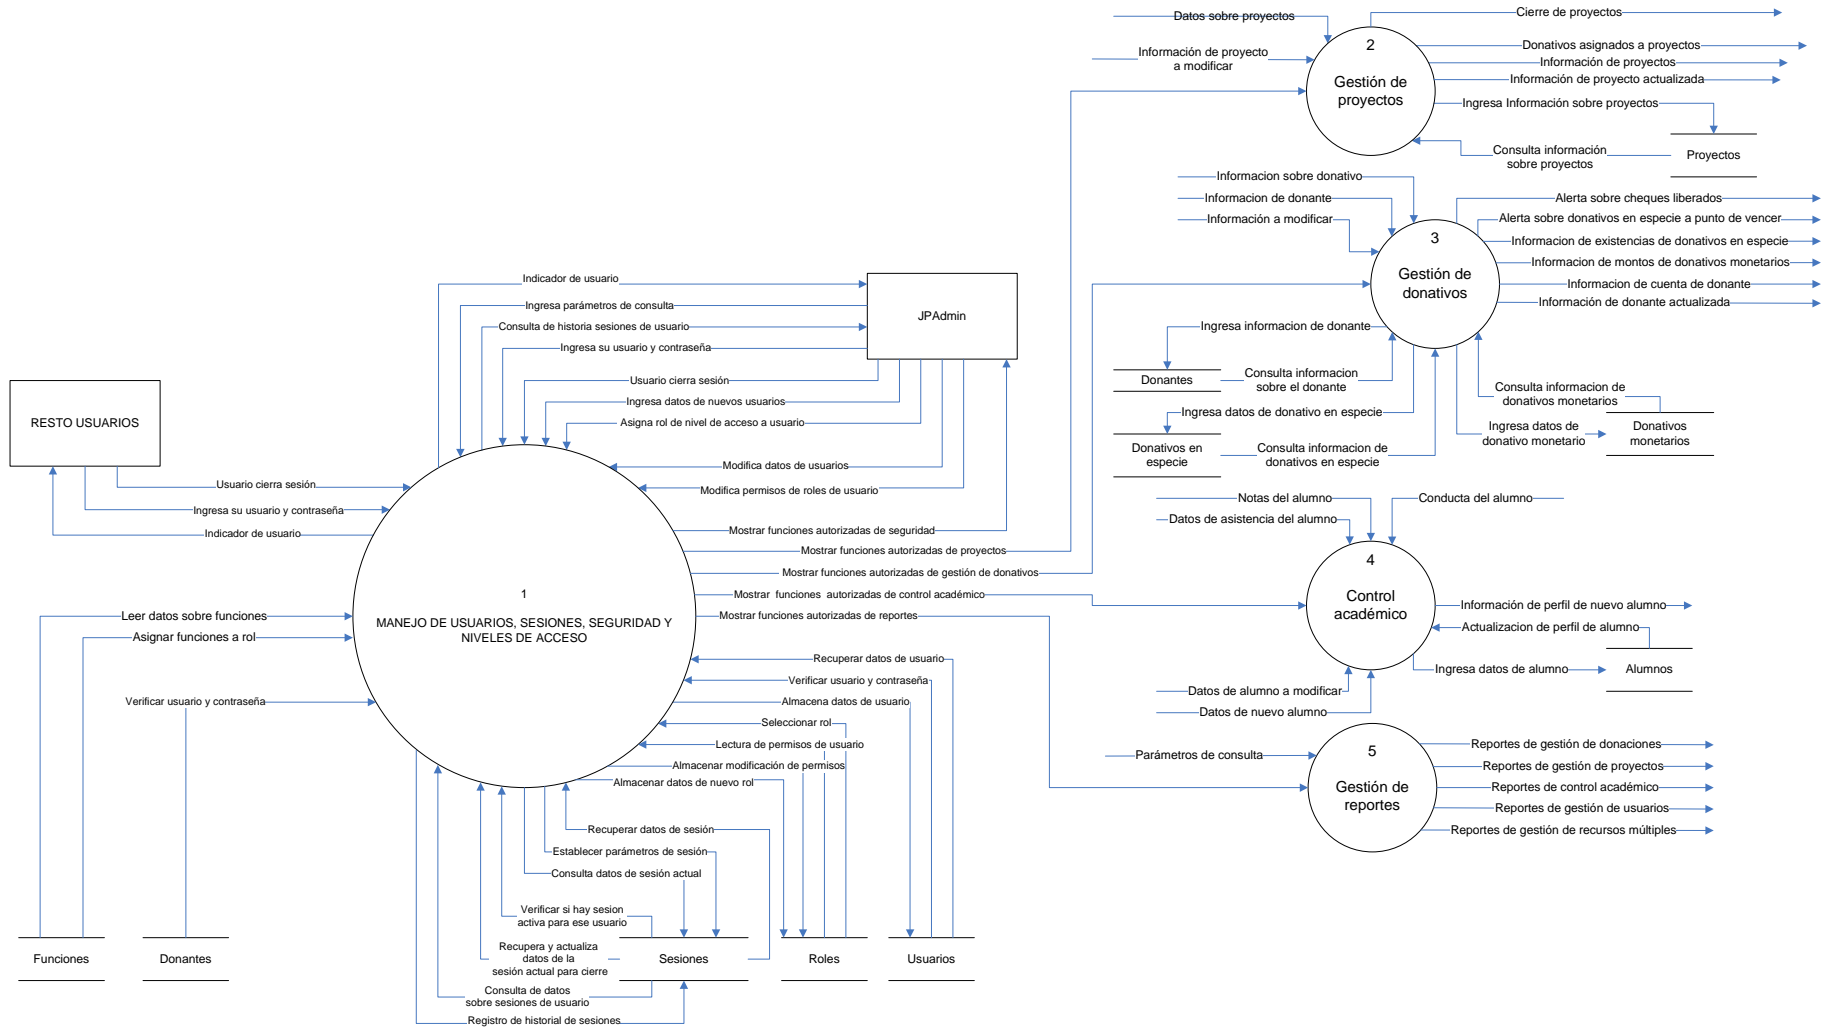 Datos sobre proyectos
Cierre de proyectos
2
Gestión de
proyectos
Información de proyecto
a modificar
Donativos asignados a proyectos
Información de proyectos
Información de proyecto actualizada
Ingresa Información sobre proyectos
Consulta información
sobre proyectos
Proyectos
Informacion sobre donativo
Informacion de donante
Información a modificar
3
Gestión de
donativos
Alerta sobre cheques liberados
Alerta sobre donativos en especie a punto de vencer
Informacion de existencias de donativos en especie
Informacion de montos de donativos monetarios
Informacion de cuenta de donante
Información de donante actualizada
Ingresa informacion de donante
Donantes
Consulta informacion
sobre el donante
Ingresa datos de donativo en especie
Donativos en
especie
Consulta informacion de
donativos en especie
Consulta informacion de
donativos monetarios
Ingresa datos de
donativo monetario
Donativos
monetarios
Indicador de usuario
Ingresa parámetros de consulta
Consulta de historia sesiones de usuario
Ingresa su usuario y contraseña
JPAdmin
Usuario cierra sesión
Ingresa datos de nuevos usuarios
Asigna rol de nivel de acceso a usuario
Modifica datos de usuarios
Modifica permisos de roles de usuario
RESTO USUARIOS
Usuario cierra sesión
Ingresa su usuario y contraseña
Indicador de usuario
Mostrar funciones autorizadas de seguridad
Mostrar funciones autorizadas de proyectos
Mostrar funciones autorizadas de gestión de donativos
Mostrar funciones autorizadas de control académico
Mostrar funciones autorizadas de reportes
1
MANEJO DE USUARIOS, SESIONES, SEGURIDAD Y
NIVELES DE ACCESO
Leer datos sobre funciones
Asignar funciones a rol
Verificar usuario y contraseña
Recuperar datos de usuario
Verificar usuario y contraseña
Almacena datos de usuario
Seleccionar rol
Lectura de permisos de usuario
Almacenar modificación de permisos
Almacenar datos de nuevo rol
Recuperar datos de sesión
Establecer parámetros de sesión
Consulta datos de sesión actual
Verificar si hay sesion
activa para ese usuario
Recupera y actualiza
datos de la
sesión actual para cierre
Consulta de datos
sobre sesiones de usuario
Registro de historial de sesiones
Funciones
Donantes
Sesiones
Roles
Usuarios
Notas del alumno
Conducta del alumno
Datos de asistencia del alumno
4
Control
académico
Información de perfil de nuevo alumno
Actualizacion de perfil de alumno
Ingresa datos de alumno
Alumnos
Datos de alumno a modificar
Datos de nuevo alumno
Parámetros de consulta
5
Gestión de
reportes
Reportes de gestión de donaciones
Reportes de gestión de proyectos
Reportes de control académico
Reportes de gestión de usuarios
Reportes de gestión de recursos múltiples